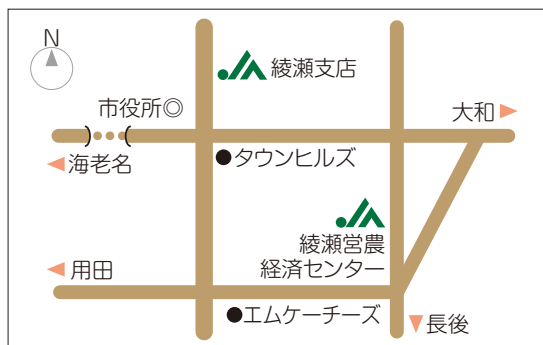 N
綾瀬支店
市役所◎
大和▶
◀海老名
●タウンヒルズ
綾瀬営農
経済センター
◀用田
●エムケーチーズ
▼長後